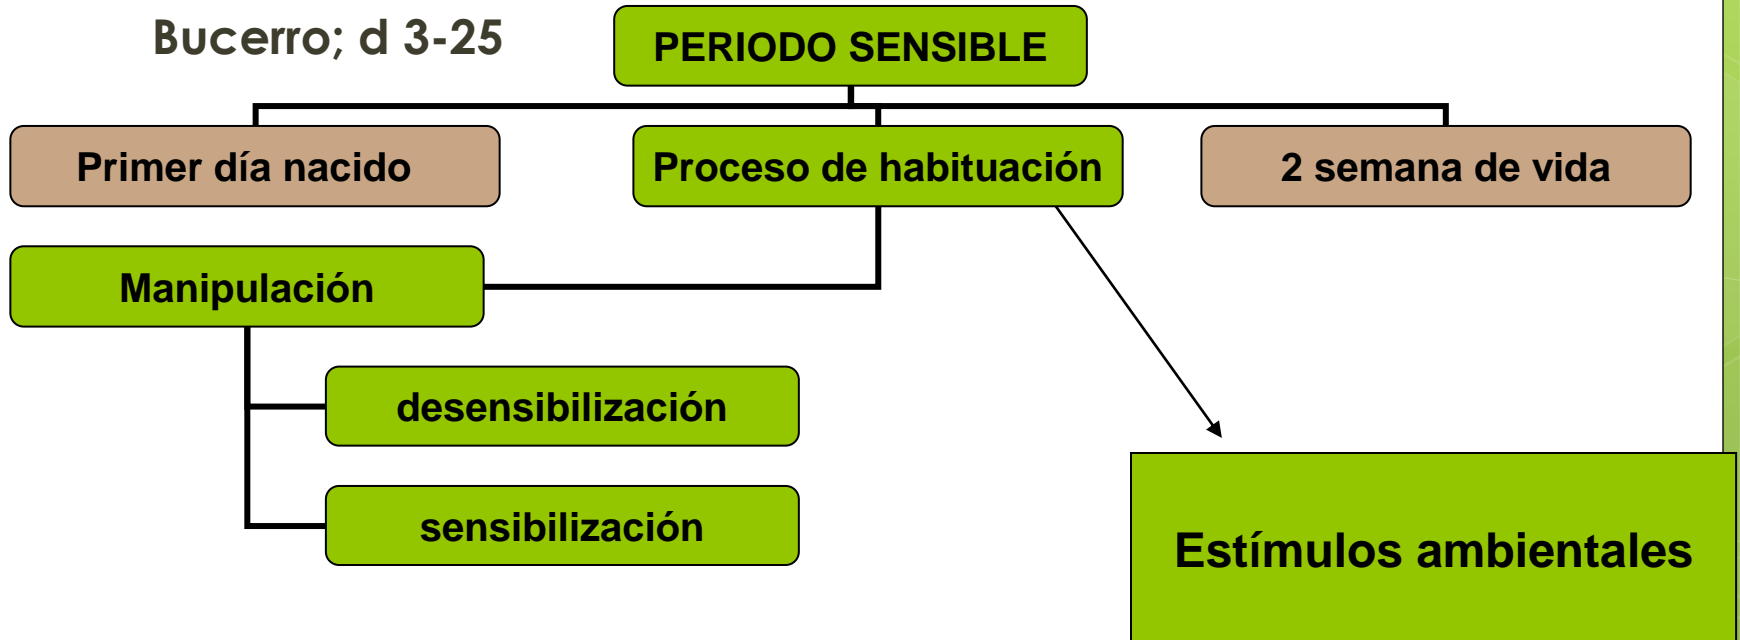 Bucerro; d 3-25
PERIODO SENSIBLE
Primer día nacido
Proceso de habituación
2 semana de vida
Manipulación
desensibilización
sensibilización
Estímulos ambientales